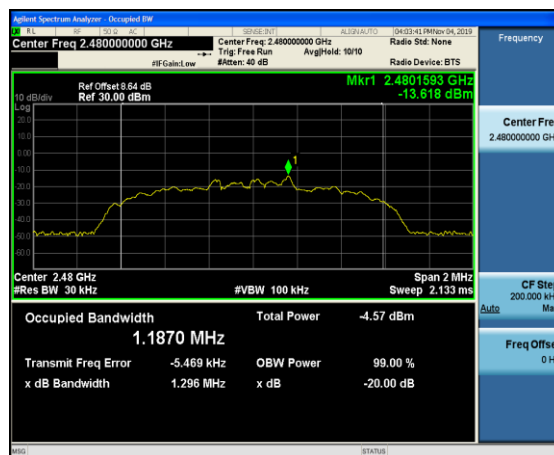 Agilent Spectrum Analyzer - Occupied BW
RL RF 50 Ω AC SENSE:INT ALIGN AUTO 04:03:41 PM Nov 04, 2019
Center Freq 2.480000000 GHz
Center Freq: 2.480000000 GHz
Radio Std: None
Trig: Free Run Avg|Hold: 10/10
#IFGain:Low
#Atten: 40 dB
Radio Device: BTS
Frequency
Mkr1 2.4801593 GHz
-13.618 dBm
Ref Offset 8.64 dB
10 dB/div Ref 30.00 dBm
Log
20.0
10.0
0.00
-10.0
-20.0
-30.0
-40.0
-50.0
-60.0
1
Center 2.48 GHz
Span 2 MHz
#Res BW 30 kHz
#VBW 100 kHz
Sweep 2.133 ms
Occupied Bandwidth
Total Power -4.57 dBm
1.1870 MHz
Transmit Freq Error -5.469 kHz
OBW Power 99.00 %
x dB Bandwidth 1.296 MHz
x dB -20.00 dB
Center Fre
2.480000000 GH
CF Ste
200.000 kH
Auto Ma
Freq Offse
0 H
MSG
STATUS